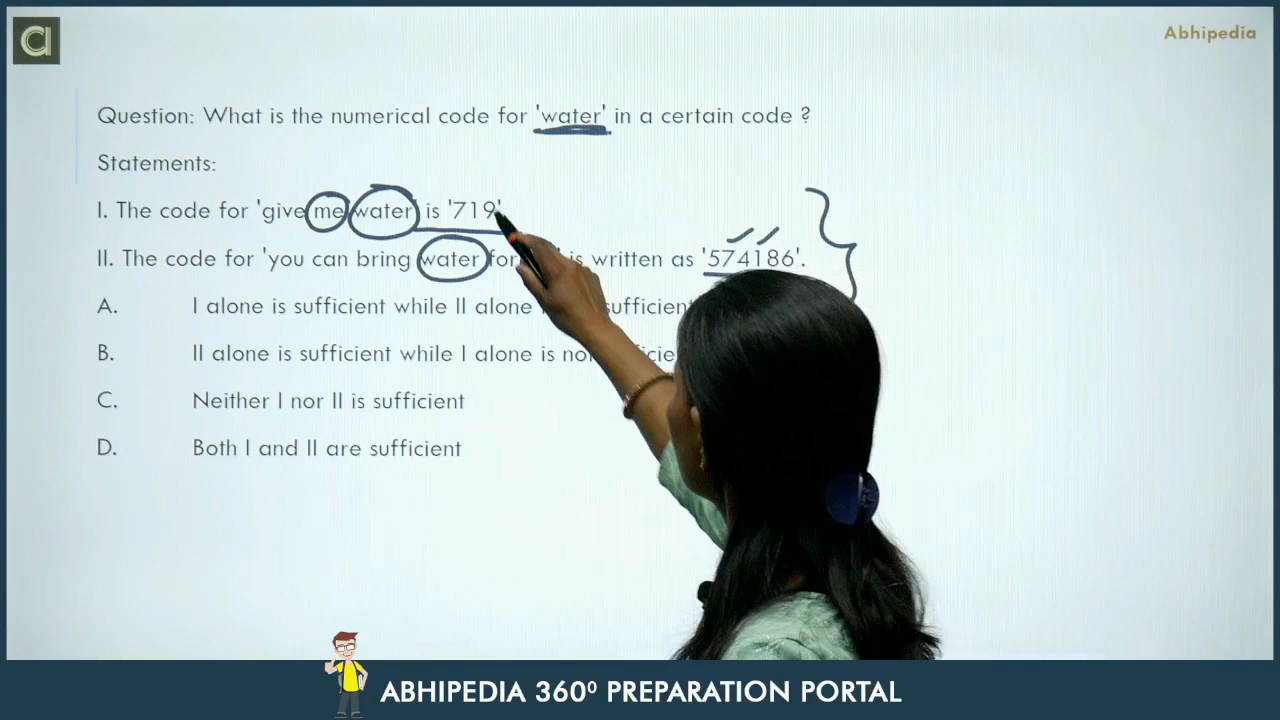 Abhipedia
Question: What is the numerical code for 'water' in a certain code ?
Statements:
I. The code for 'give me water' is '719'
II. The code for 'you can bring water for is written as '574186'.
A. I alone is sufficient while II alone sufficient
B. II alone is sufficient while I alone is not
C. Neither I nor II is sufficient
D. Both I and II are sufficient
ABHIPEDIA 360⁰ PREPARATION PORTAL